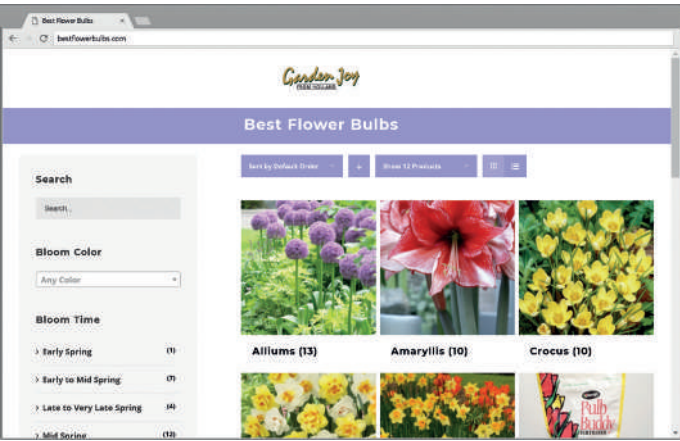 Best Flower Bulbs
bestflowerbulbs.com
Garden Joy
FROM HOLLAND
Best Flower Bulbs
Sort by Default Order
+
Show 12 Products
Search
Search...
Bloom Color
Any Color
Bloom Time
> Early Spring (1)
> Early to Mid Spring (7)
> Late to Very Late Spring (4)
> Mid Spring (12)
Alliums (13)
Amaryllis (10)
Crocus (10)
Bulb
Buddy